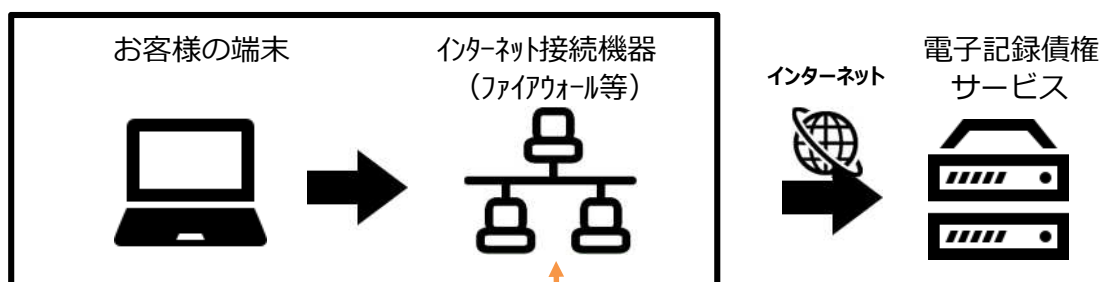 お客様の端末
インターネット接続機器
（ファイアウォール等）
インターネット
電子記録債権
サービス